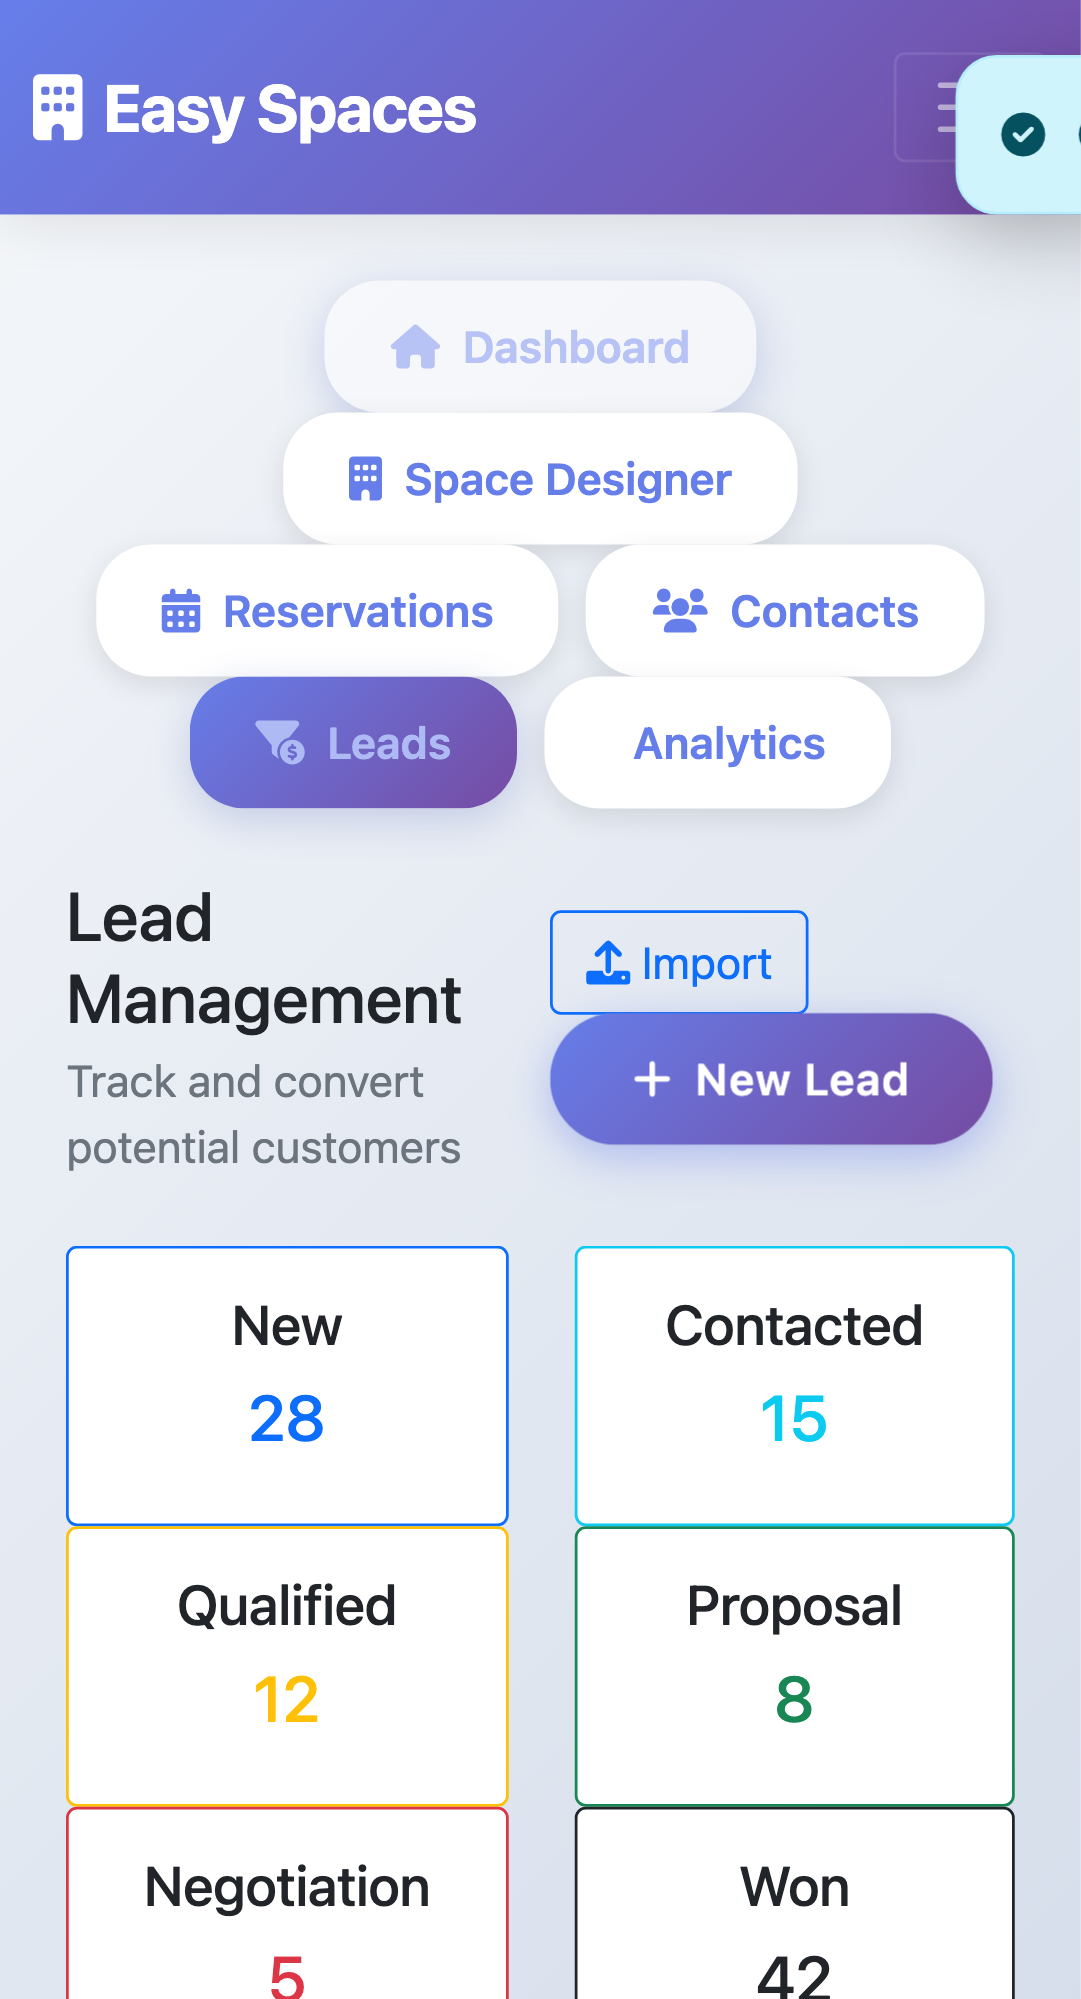 Easy Spaces
Dashboard
Space Designer
Reservations
Contacts
Leads
Analytics
Lead
Management
Track and convert
potential customers
Import
+ New Lead
New
28
Contacted
15
Qualified
12
Proposal
8
Negotiation
5
Won
42